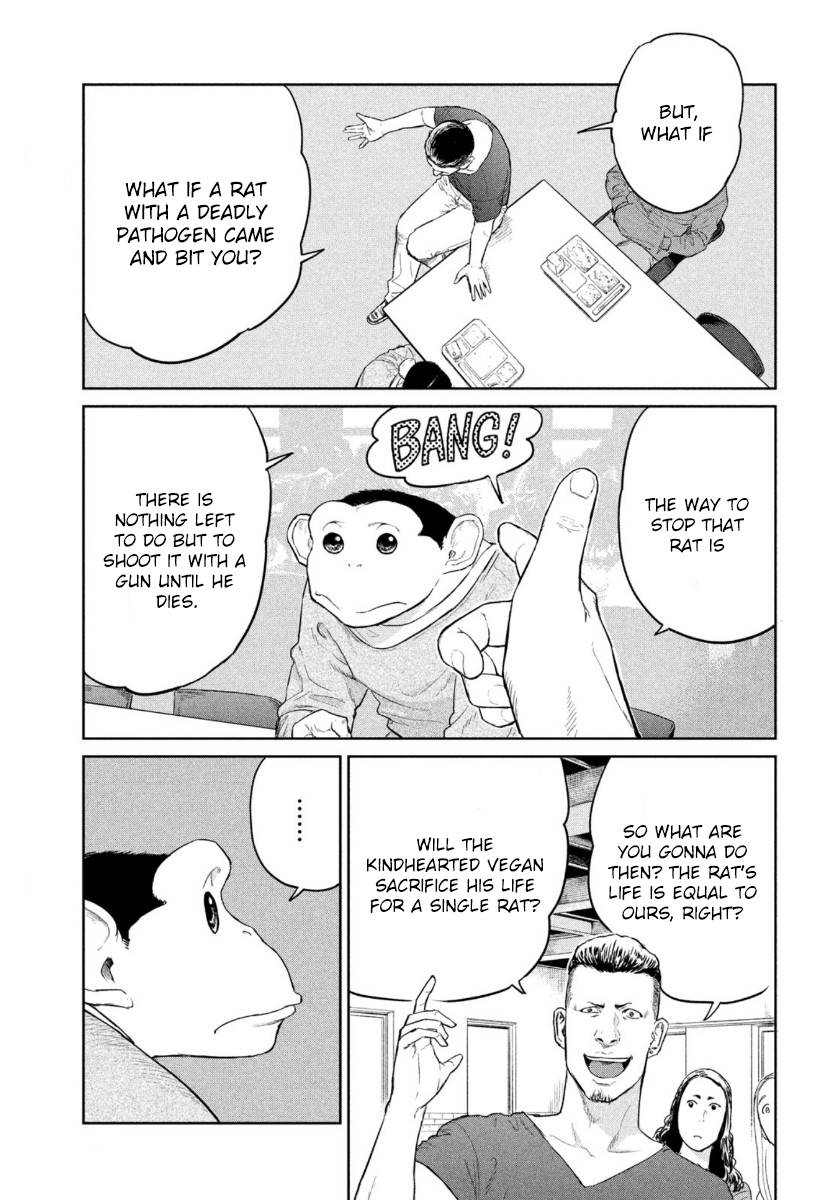 BUT,
WHAT IF
WHAT IF A RAT
WITH A DEADLY
PATHOGEN CAME
AND BIT YOU?
BANG!
THE WAY TO
STOP THAT
RAT IS
THERE IS
NOTHING LEFT
TO DO BUT TO
SHOOT IT WITH A
GUN UNTIL HE
DIES.
SO WHAT ARE
YOU GONNA DO
THEN? THE RAT'S
LIFE IS EQUAL TO
OURS, RIGHT?
WILL THE
KINDHEARTED VEGAN
SACRIFICE HIS LIFE
FOR A SINGLE RAT?
......